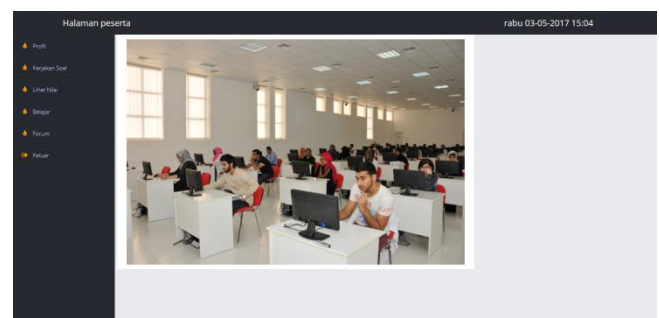 Halaman peserta
rabu 03-05-2017 15:04
Profil
Kerjakan Soal
Lihat Nilai
Belajar
Forum
Keluar